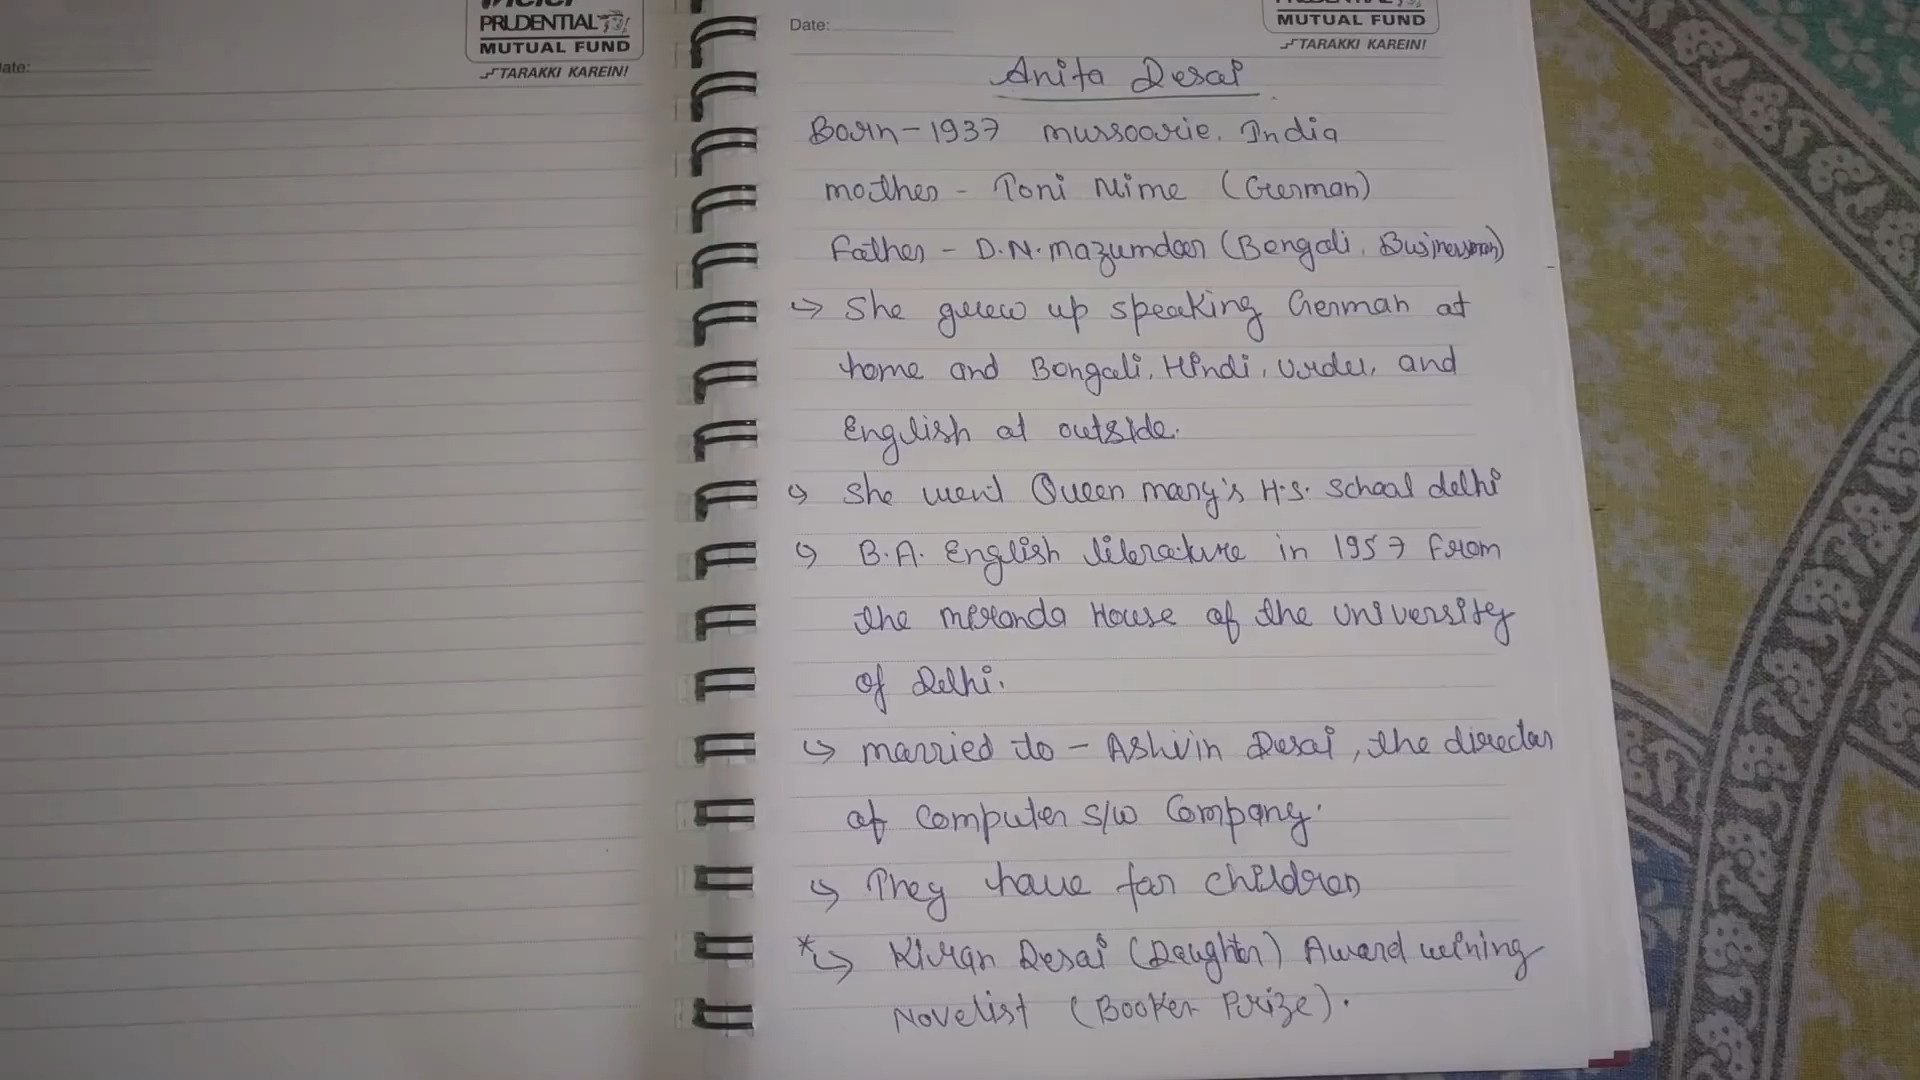 PRUDENTIAL
MUTUAL FUND
TARAKKI KAREIN!
ate:
Date:
MUTUAL FUND
TARAKKI KAREIN!
Anita Desai
Born - 1937 mussoorie, India
mother - Toni Nime (German)
Father - D.N. mazumdar (Bengali, Businessman)
↳ She grew up speaking German at
home and Bengali, Hindi, Urdu, and
English at outside.
↳ She went Queen mary's H.S. School delhi
↳ B.A. English literature in 1957 From
the miranda House of the University
of Delhi.
↳ married to - Ashvin Desai, the director
of Computer s/w Company.
↳ They have for children
*↳ Kiran Desai (Daughter) Award wining
Novelist (Booker Prize).